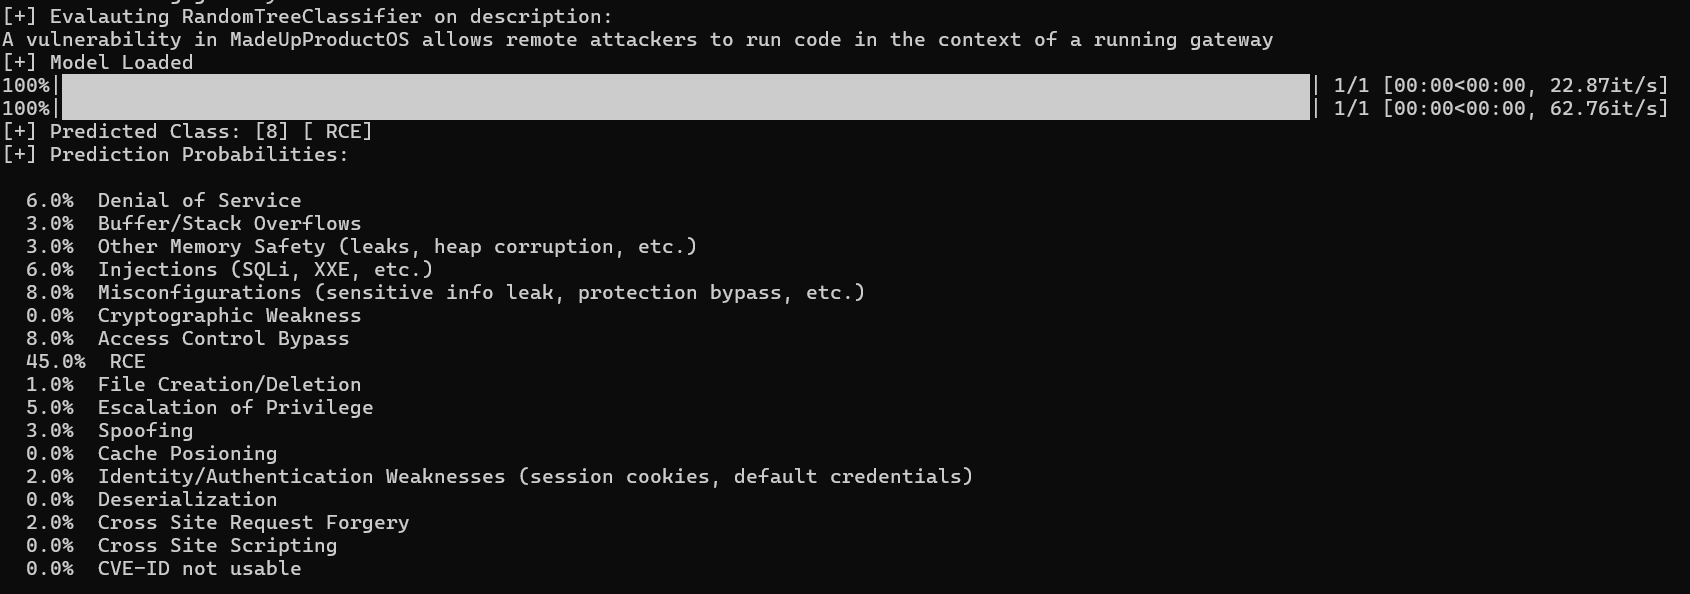 [+] Evalauting RandomTreeClassifier on description:
A vulnerability in MadeUpProductOS allows remote attackers to run code in the context of a running gateway
[+] Model Loaded
100%| | 1/1 [00:00<00:00, 22.87it/s]
100%| | 1/1 [00:00<00:00, 62.76it/s]
[+] Predicted Class: [8] [ RCE]
[+] Prediction Probabilities:
6.0% Denial of Service
3.0% Buffer/Stack Overflows
3.0% Other Memory Safety (leaks, heap corruption, etc.)
6.0% Injections (SQLi, XXE, etc.)
8.0% Misconfigurations (sensitive info leak, protection bypass, etc.)
0.0% Cryptographic Weakness
8.0% Access Control Bypass
45.0% RCE
1.0% File Creation/Deletion
5.0% Escalation of Privilege
3.0% Spoofing
0.0% Cache Posioning
2.0% Identity/Authentication Weaknesses (session cookies, default credentials)
0.0% Deserialization
2.0% Cross Site Request Forgery
0.0% Cross Site Scripting
0.0% CVE-ID not usable